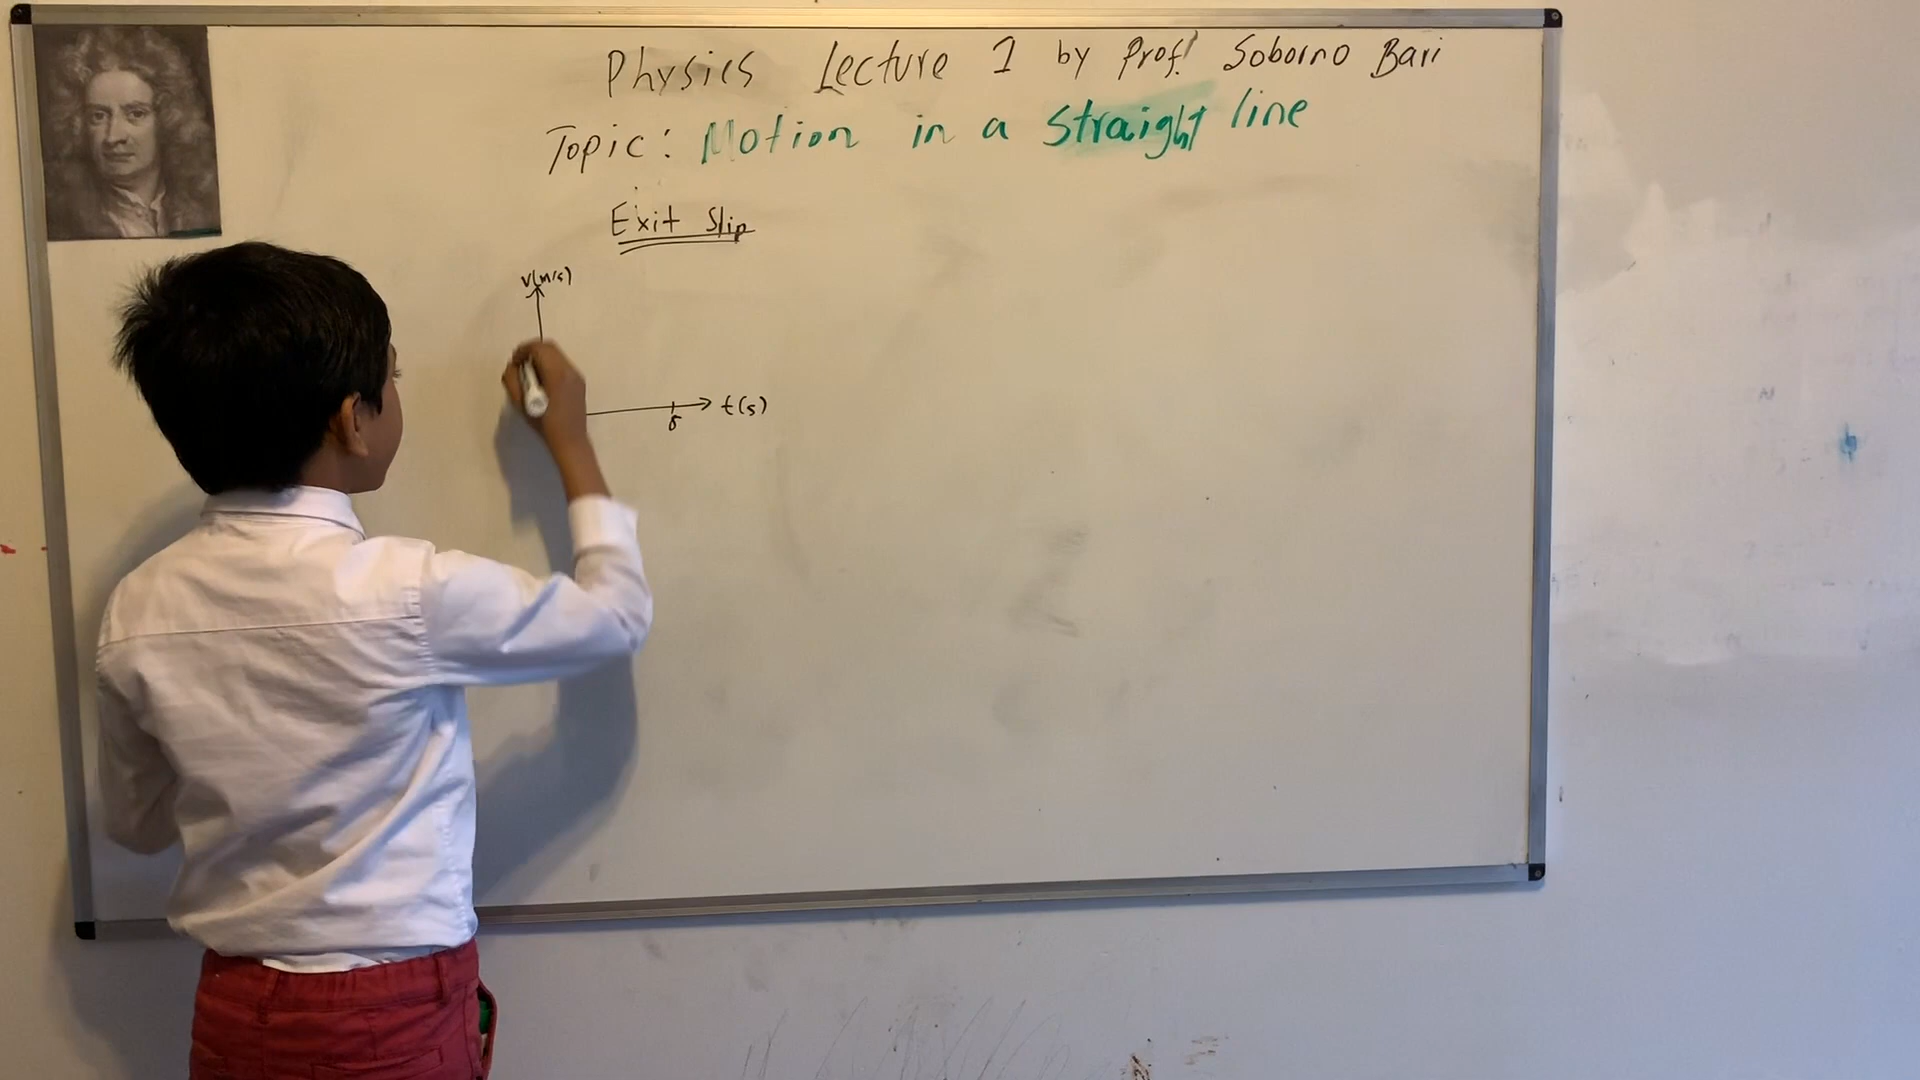 Physics Lecture 1 by Prof. Soborno Bari
Topic: Motion in a straight line
Exit Slip
v(m/s)
t(s)